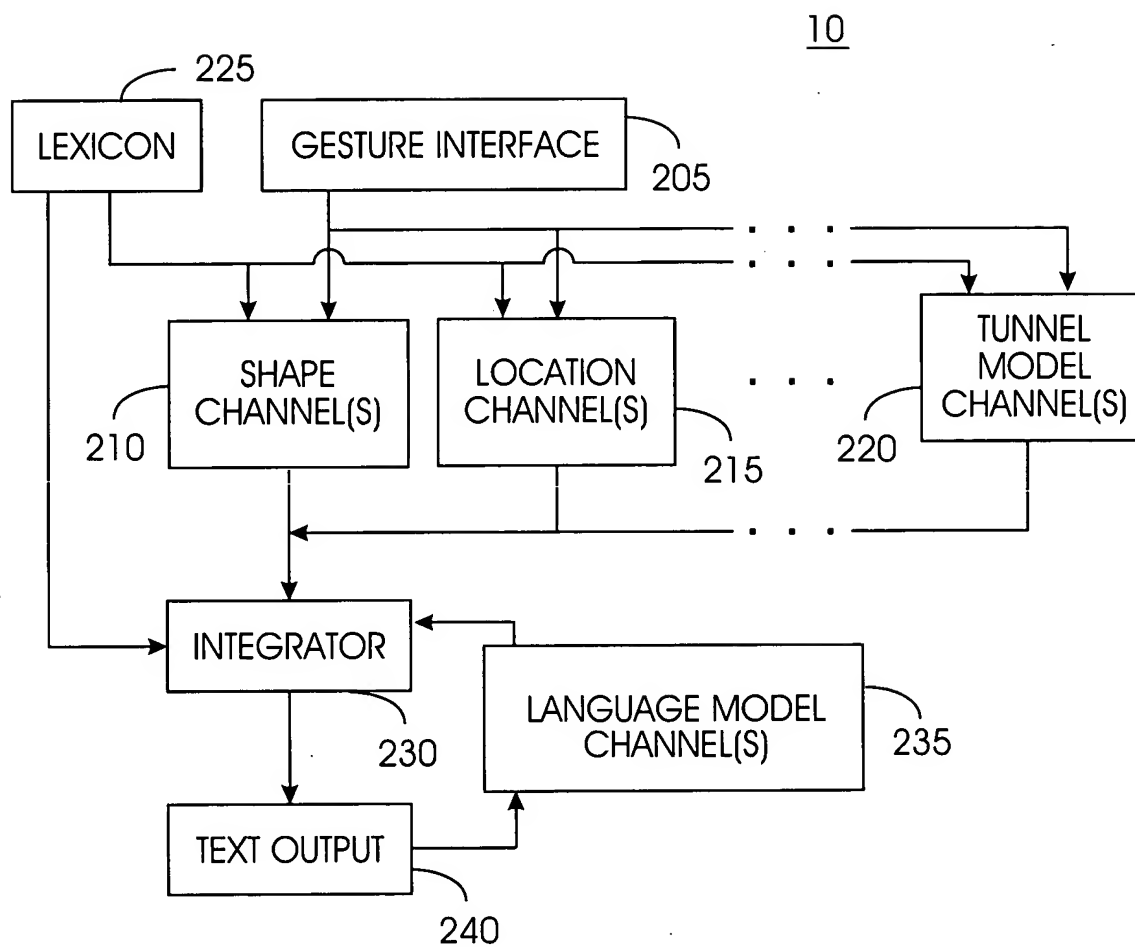 10
225
LEXICON
GESTURE INTERFACE
205
SHAPE
CHANNEL(S)
210
LOCATION
CHANNEL(S)
215
TUNNEL
MODEL
CHANNEL(S)
220
INTEGRATOR
230
LANGUAGE MODEL
CHANNEL(S)
235
TEXT OUTPUT
240